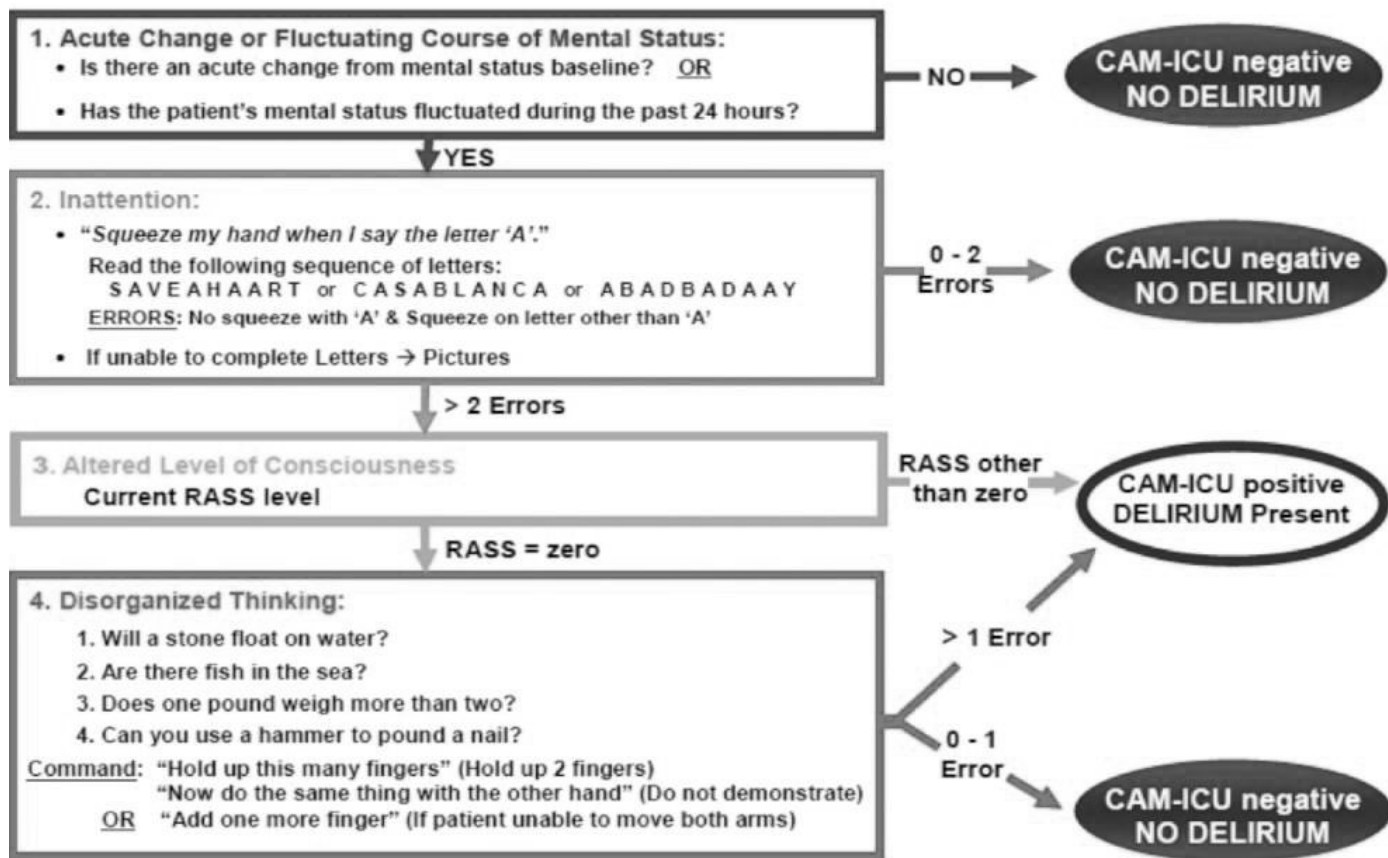 1. Acute Change or Fluctuating Course of Mental Status:
• Is there an acute change from mental status baseline? OR
• Has the patient's mental status fluctuated during the past 24 hours?
NO
CAM-ICU negative
NO DELIRIUM
YES
2. Inattention:
• "Squeeze my hand when I say the letter 'A'."
Read the following sequence of letters:
S A V E A H A A R T or C A S A B L A N C A or A B A D B A D A A Y
ERRORS: No squeeze with 'A' & Squeeze on letter other than 'A'
• If unable to complete Letters → Pictures
0 - 2
Errors
CAM-ICU negative
NO DELIRIUM
> 2 Errors
3. Altered Level of Consciousness
Current RASS level
RASS other
than zero
CAM-ICU positive
DELIRIUM Present
RASS = zero
4. Disorganized Thinking:
1. Will a stone float on water?
2. Are there fish in the sea?
3. Does one pound weigh more than two?
4. Can you use a hammer to pound a nail?
Command: "Hold up this many fingers" (Hold up 2 fingers)
"Now do the same thing with the other hand" (Do not demonstrate)
OR "Add one more finger" (If patient unable to move both arms)
> 1 Error
0 - 1
Error
CAM-ICU negative
NO DELIRIUM